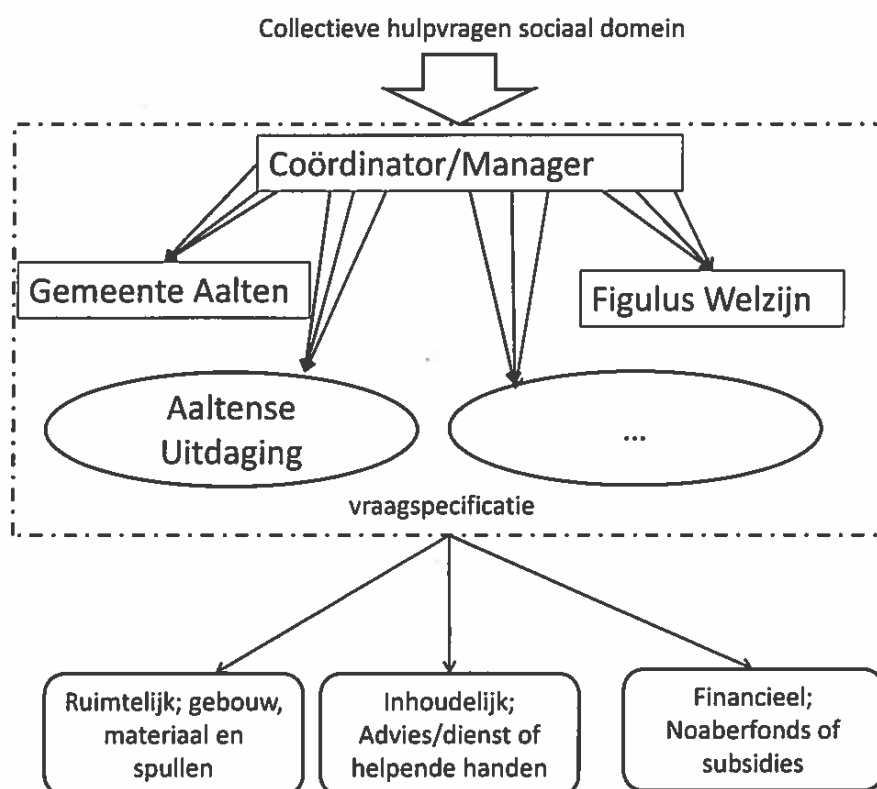 Collectieve hulpvragen sociaal domein
Coördinator/Manager
Gemeente Aalten
Figulus Welzijn
Aaltense
Uitdaging
...
vraagspecificatie
Ruimtelijk; gebouw,
materiaal en
spullen
Inhoudelijk;
Advies/dienst of
helpende handen
Financieel;
Noaberfonds of
subsidies